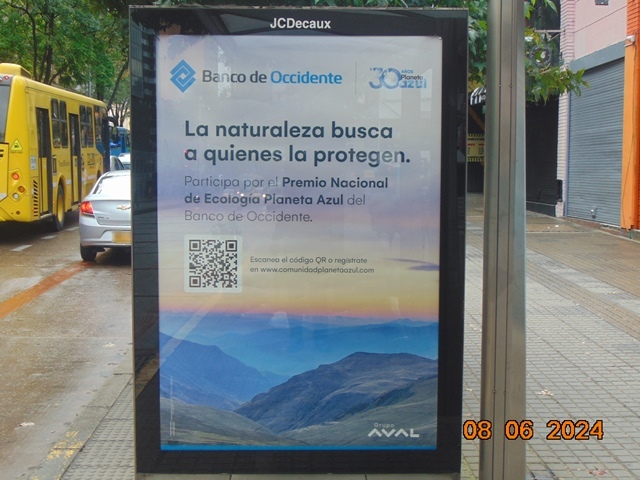 JCDecaux
Banco de Occidente
30 AÑOS Planeta azul
La naturaleza busca
a quienes la protegen.
Participa por el Premio Nacional
de Ecología Planeta Azul del
Banco de Occidente.
Escanea el código QR o regístrate
en www.comunidadplanetaazul.com
Grupo
AVAL
08 06 2024